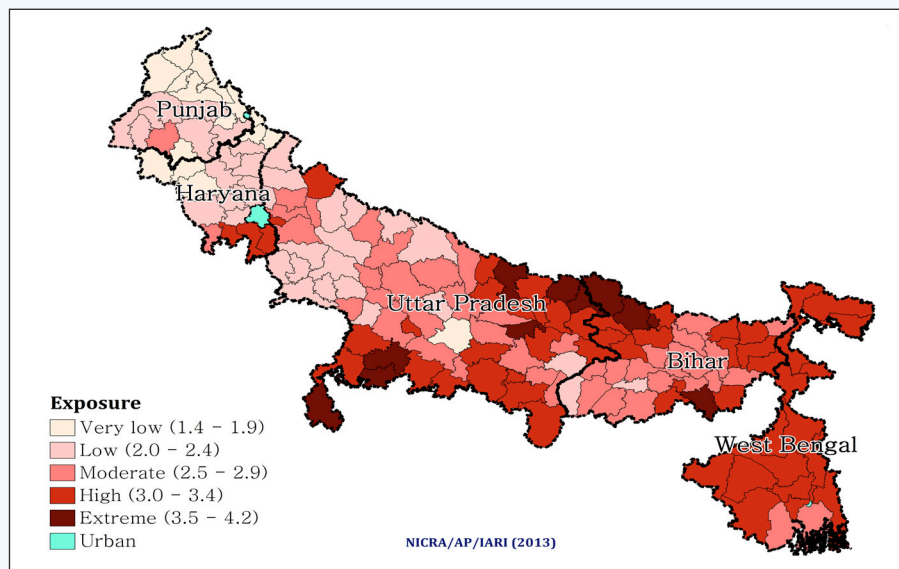 Punjab
Haryana
Uttar Pradesh
Bihar
West Bengal
Exposure
Very low (1.4 - 1.9)
Low (2.0 - 2.4)
Moderate (2.5 - 2.9)
High (3.0 - 3.4)
Extreme (3.5 - 4.2)
Urban
NICRA/AP/IARI (2013)